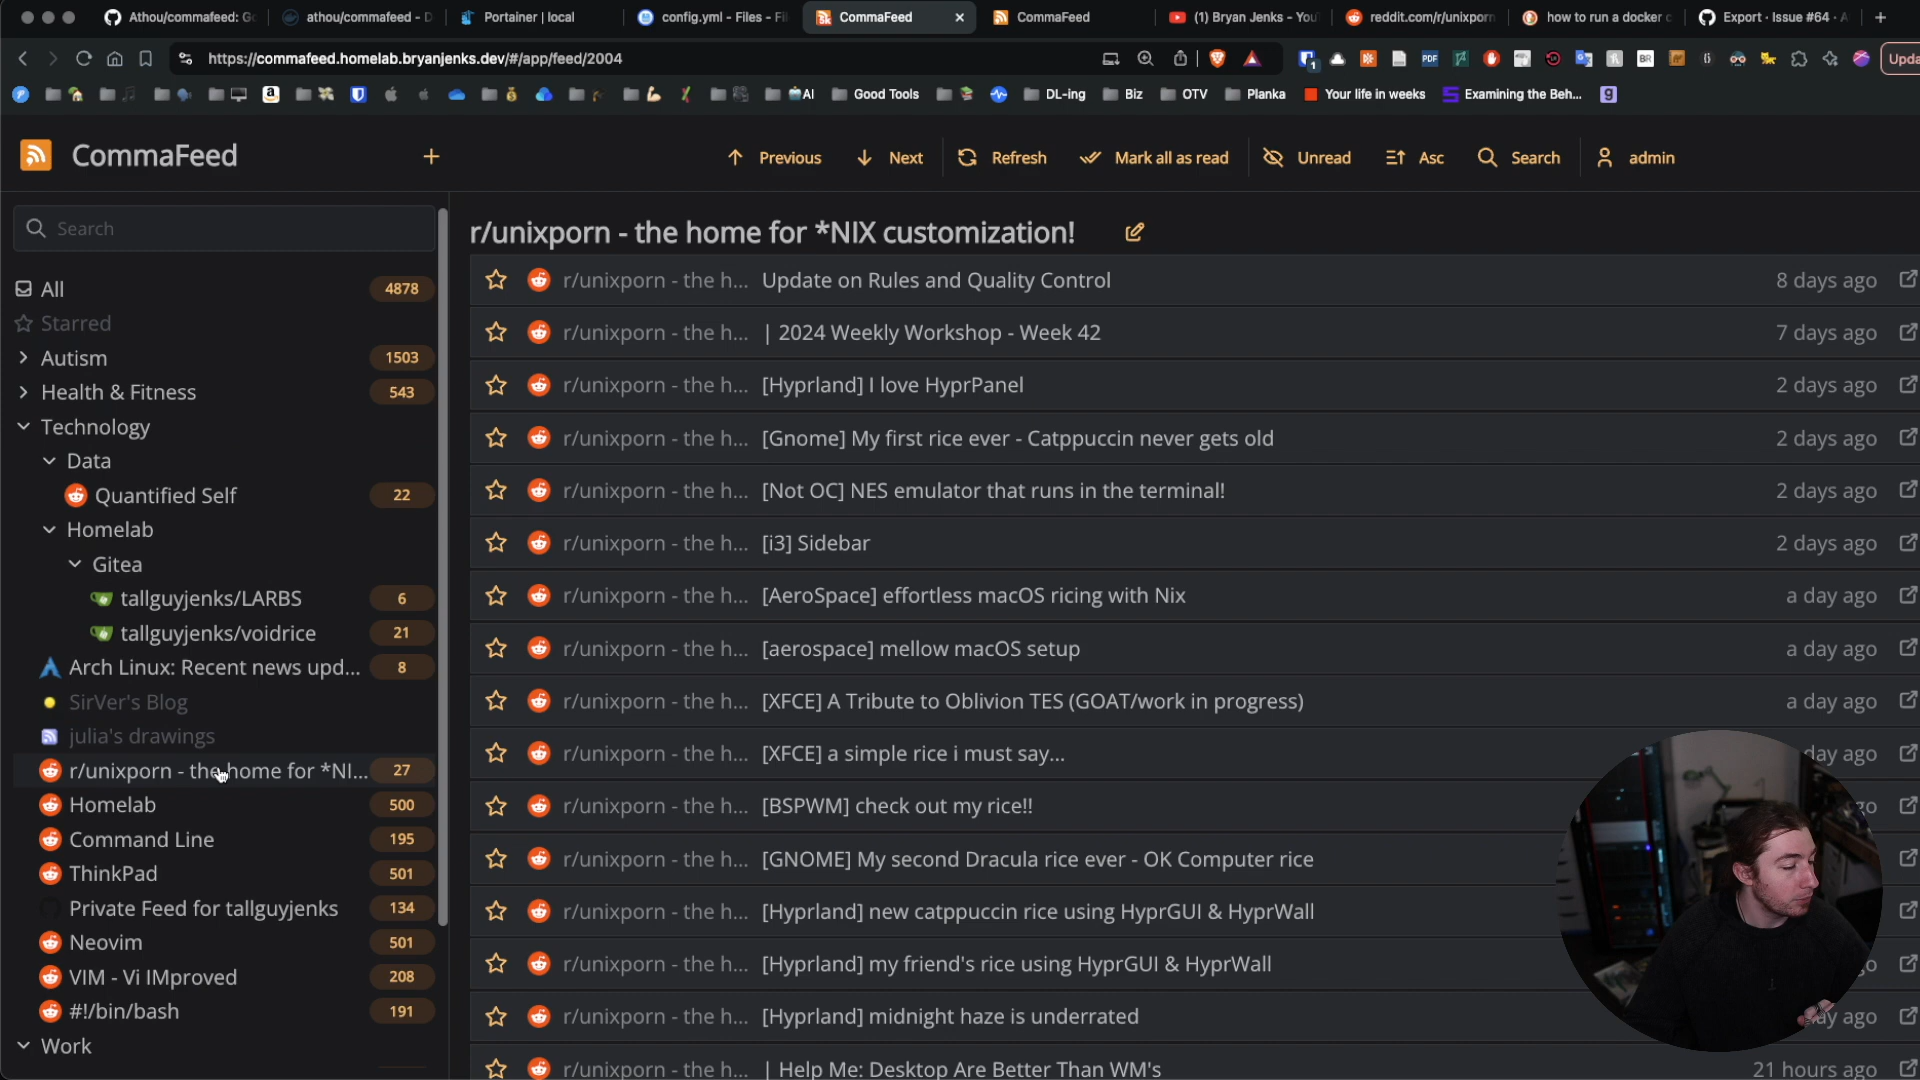 Athou/commafeed: Go
athou/commafeed - D
Portainer | local
config.yml - Files - Fi
CommaFeed
CommaFeed
(1) Bryan Jenks - You
reddit.com/r/unixporn
how to run a docker c
Export · Issue #64 · A
https://commafeed.homelab.bryanjenks.dev/#/app/feed/2004
1
PDF
BR
Upda
AI
Good Tools
DL-ing
Biz
OTV
Planka
Your life in weeks
Examining the Beh...
g
CommaFeed
Previous
Next
Refresh
Mark all as read
Unread
Asc
Search
admin
Search
All 4878
Starred
Autism 1503
Health & Fitness 543
Technology
Data
Quantified Self 22
Homelab
Gitea
tallguyjenks/LARBS 6
tallguyjenks/voidrice 21
Arch Linux: Recent news upd... 8
SirVer's Blog
julia's drawings
r/unixporn - the home for *NI... 27
Homelab 500
Command Line 195
ThinkPad 501
Private Feed for tallguyjenks 134
Neovim 501
VIM - Vi IMproved 208
#!/bin/bash 191
Work
r/unixporn - the home for *NIX customization!
r/unixporn - the h... Update on Rules and Quality Control 8 days ago
r/unixporn - the h... | 2024 Weekly Workshop - Week 42 7 days ago
r/unixporn - the h... [Hyprland] I love HyprPanel 2 days ago
r/unixporn - the h... [Gnome] My first rice ever - Catppuccin never gets old 2 days ago
r/unixporn - the h... [Not OC] NES emulator that runs in the terminal! 2 days ago
r/unixporn - the h... [i3] Sidebar 2 days ago
r/unixporn - the h... [AeroSpace] effortless macOS ricing with Nix a day ago
r/unixporn - the h... [aerospace] mellow macOS setup a day ago
r/unixporn - the h... [XFCE] A Tribute to Oblivion TES (GOAT/work in progress) a day ago
r/unixporn - the h... [XFCE] a simple rice i must say... day ago
r/unixporn - the h... [BSPWM] check out my rice!! go
r/unixporn - the h... [GNOME] My second Dracula rice ever - OK Computer rice
r/unixporn - the h... [Hyprland] new catppuccin rice using HyprGUI & HyprWall
r/unixporn - the h... [Hyprland] my friend's rice using HyprGUI & HyprWall o
r/unixporn - the h... [Hyprland] midnight haze is underrated day ago
r/unixporn - the h... | Help Me: Desktop Are Better Than WM's 21 hours ago